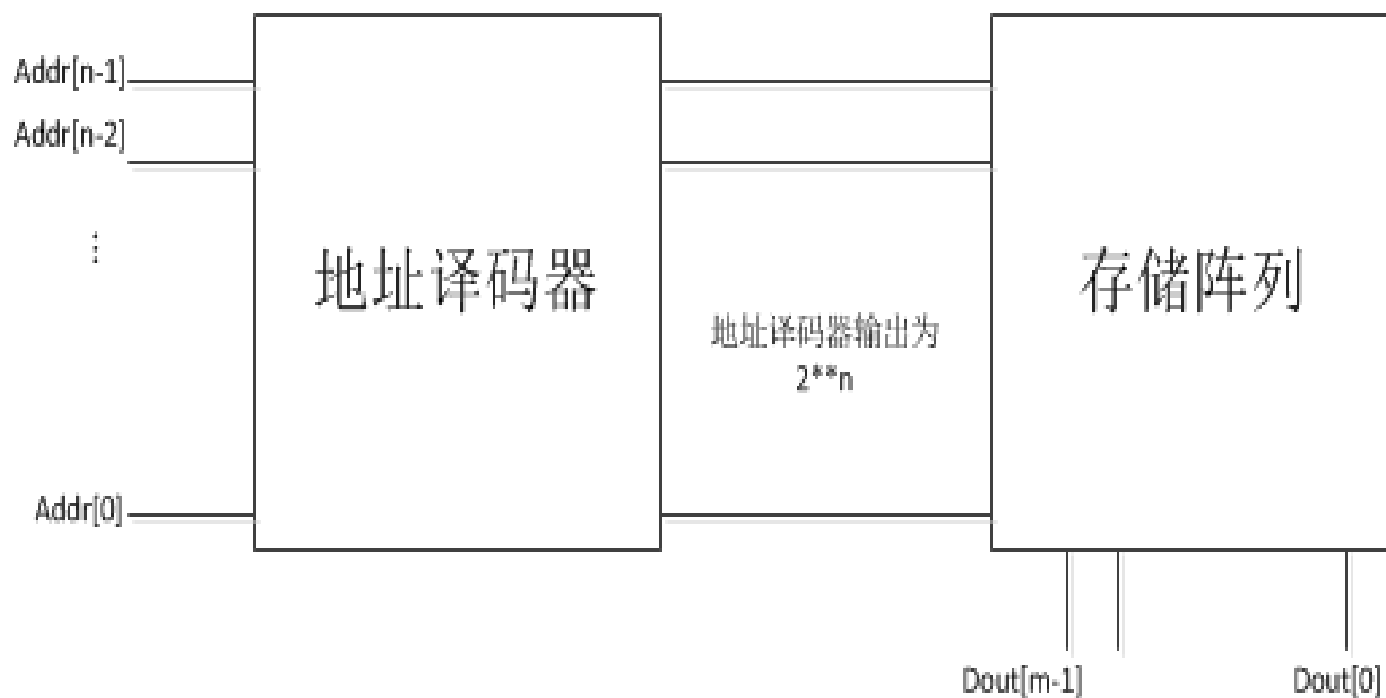 Addr[n-1]
Addr[n-2]
⋮
Addr[0]
地址译码器
地址译码器输出为
2**n
存储阵列
Dout[m-1]
Dout[0]